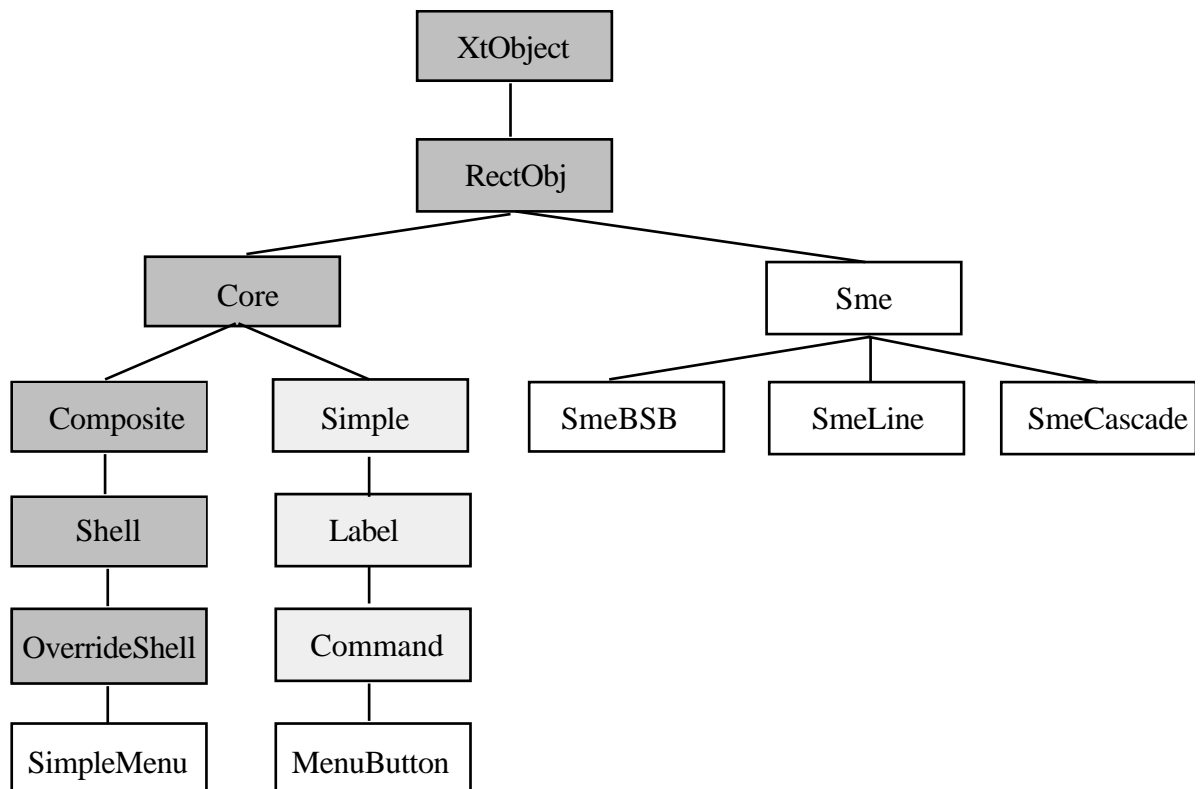 XtObject
RectObj
Core
Sme
Composite
Simple
SmeBSB
SmeLine
SmeCascade
Shell
Label
OverrideShell
Command
SimpleMenu
MenuButton